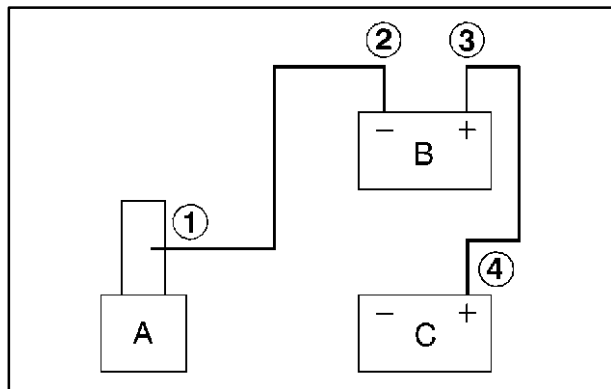 ② ③
− +
B
①
④
A
− +
C